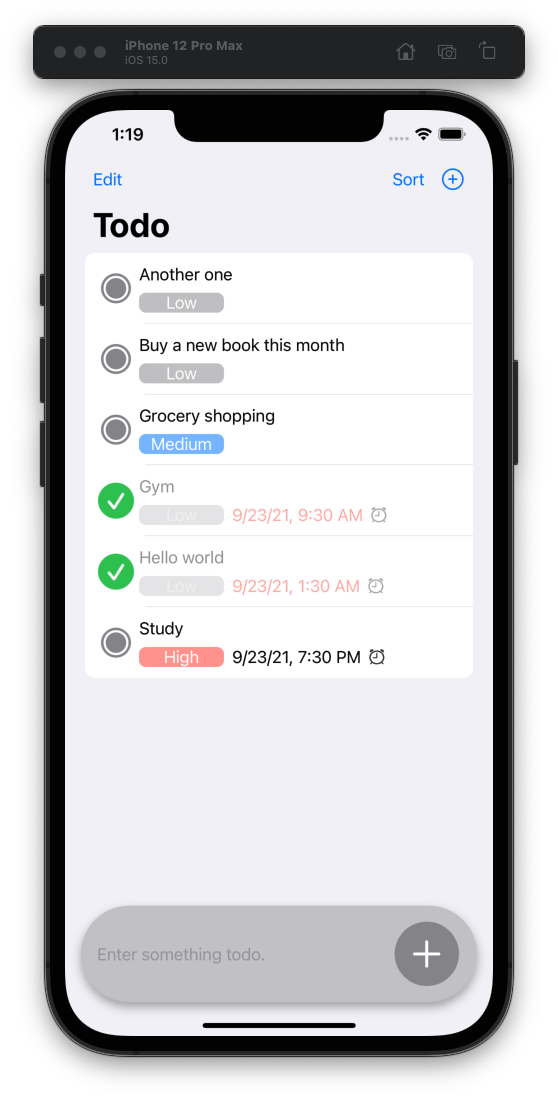 iPhone 12 Pro Max
iOS 15.0
1:19
Edit
Sort
Todo
Another one
Low
Buy a new book this month
Low
Grocery shopping
Medium
Gym
Low 9/23/21, 9:30 AM
Hello world
Low 9/23/21, 1:30 AM
Study
High 9/23/21, 7:30 PM
Enter something todo.